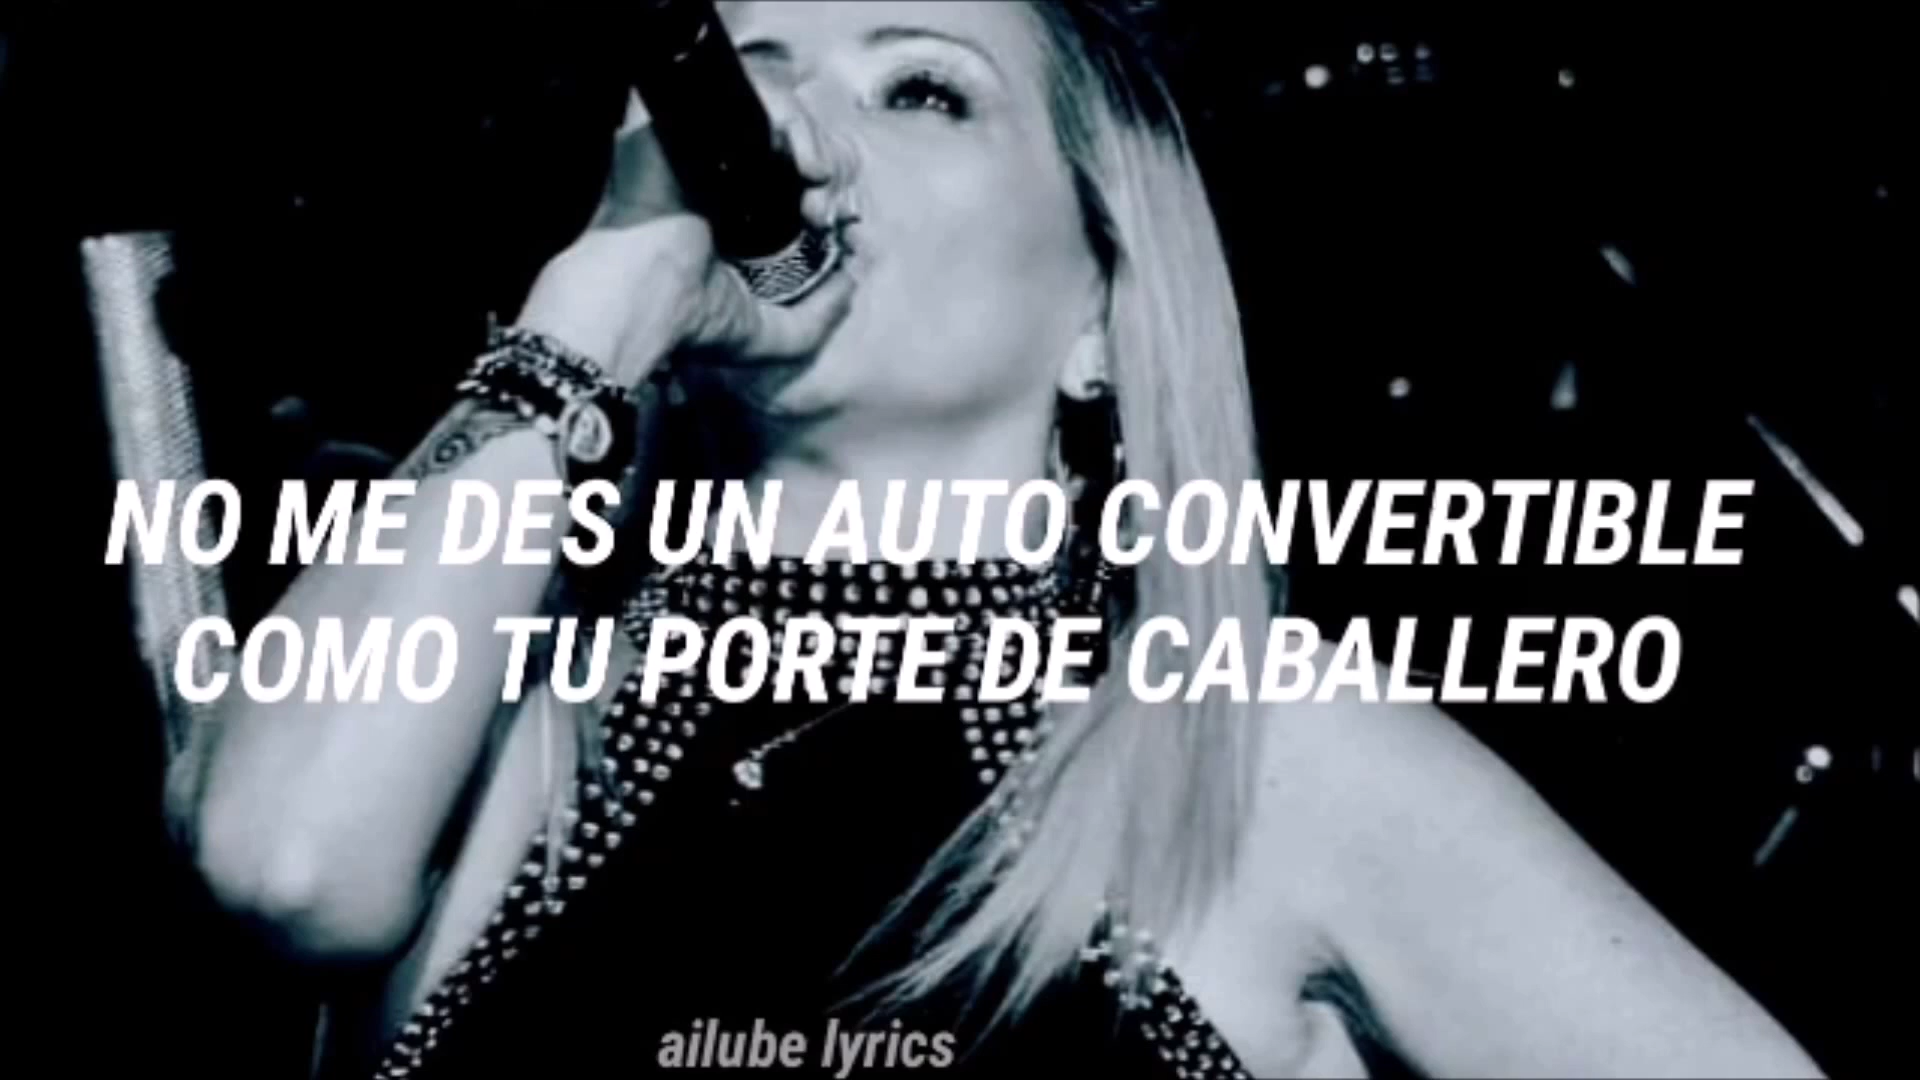 NO ME DES UN AUTO CONVERTIBLE
COMO TU PORTE DE CABALLERO
ailube lyrics